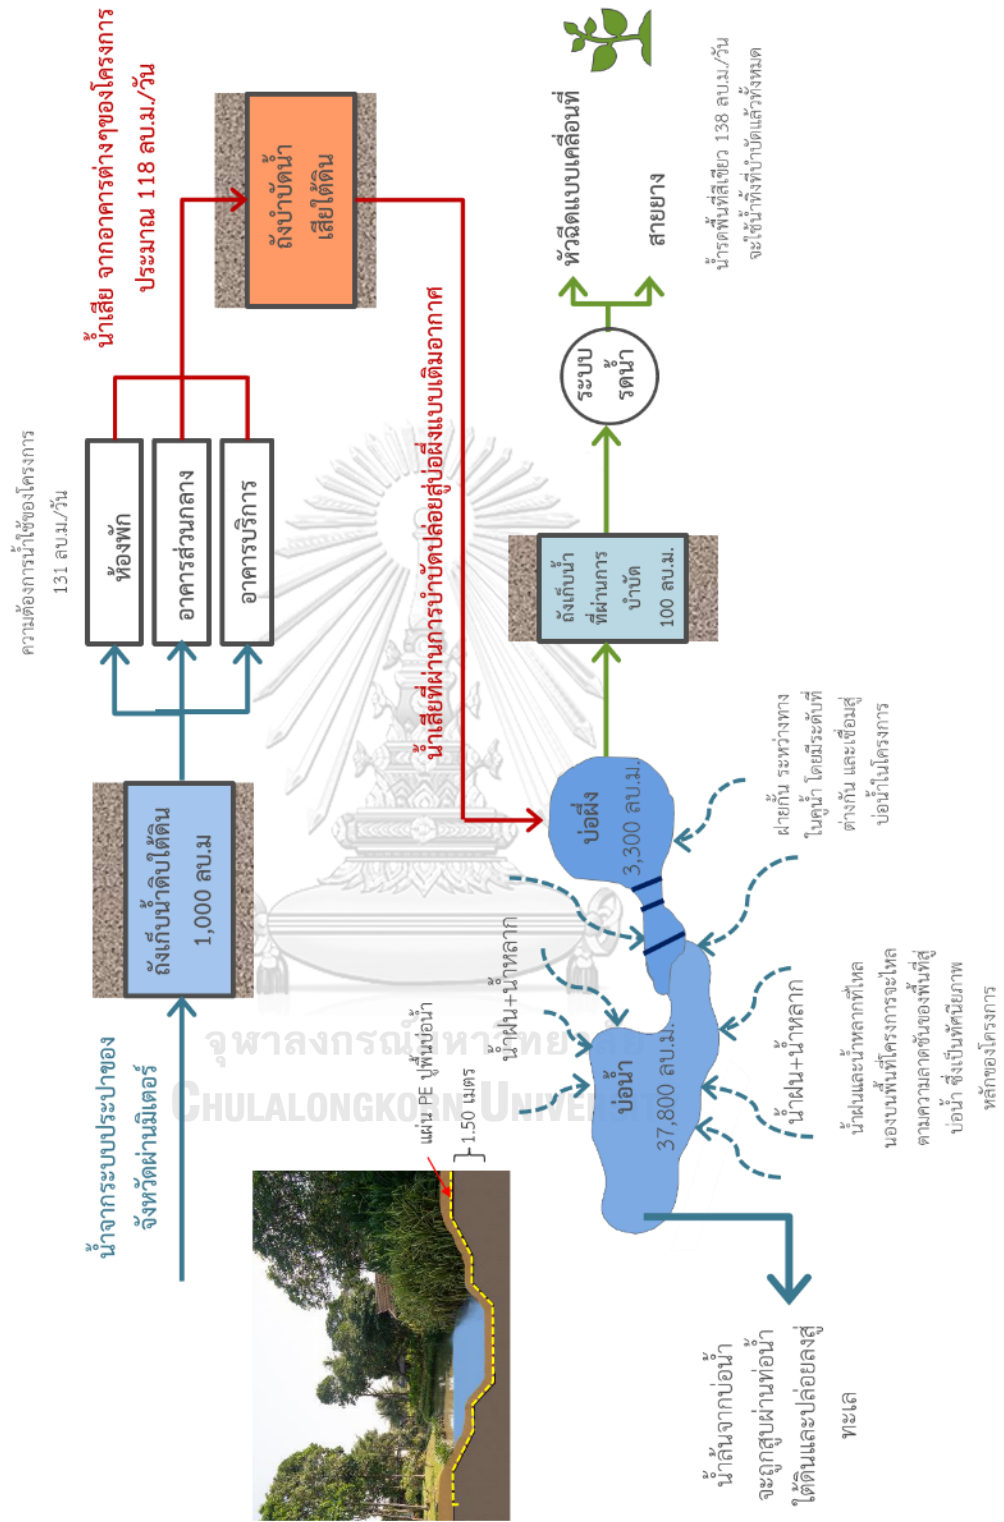 น้ำจากระบบประปาของ
จังหวัดผ่านมิเตอร์
ถังเก็บน้ำดิบใต้ดิน
1,000 ลบ.ม
ความต้องการน้ำใช้ของโครงการ
131 ลบ.ม./วัน
ห้องพัก
อาคารส่วนกลาง
อาคารบริการ
น้ำเสีย จากอาคารต่างๆของโครงการ
ประมาณ 118 ลบ.ม./วัน
ถังบำบัดน้ำ
เสียใต้ดิน
น้ำเสียที่ผ่านการบำบัดปล่อยสู่บ่อผึ่งแบบเติมอากาศ
แผ่น PE ปูพื้นบ่อน้ำ
1.50 เมตร
น้ำฝน+น้ำหลาก
บ่อน้ำ
37,800 ลบ.ม.
บ่อผึ่ง
3,300 ลบ.ม.
ถังเก็บน้ำ
ที่ผ่านการ
บำบัด
100 ลบ.ม.
ระบบ
รดน้ำ
หัวฉีดแบบเคลื่อนที่
สายยาง
น้ำรดพื้นที่สีเขียว 138 ลบ.ม./วัน
จะใช้น้ำทิ้งที่บำบัดแล้วทั้งหมด
น้ำล้นจากบ่อน้ำ
จะถูกสูบผ่านท่อน้ำ
ใต้ดินและปล่อยลงสู่
ทะเล
น้ำฝน+น้ำหลาก
น้ำฝนและน้ำหลากที่ไหล
นองบนพื้นที่โครงการจะไหล
ตามความลาดชันของพื้นที่สู่
บ่อน้ำ ซึ่งเป็นทัศนียภาพ
หลักของโครงการ
ฝายกั้น ระหว่างทาง
ในคูน้ำ โดยมีระดับที่
ต่างกัน และเชื่อมสู่
บ่อน้ำในโครงการ
จุฬาลงกรณ์มหาวิทยาลัย
CHULALONGKORN UNIVERSITY